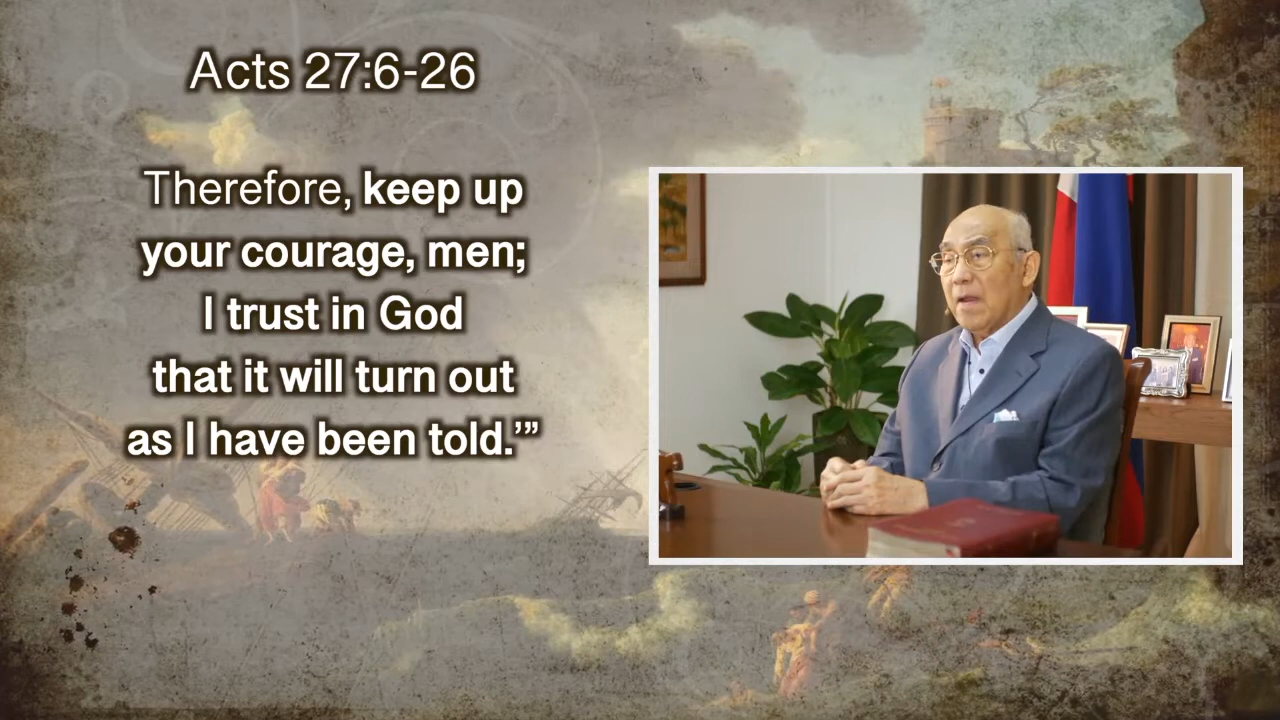 Acts 27:6-26
Therefore, keep up
your courage, men;
I trust in God
that it will turn out
as I have been told.’”